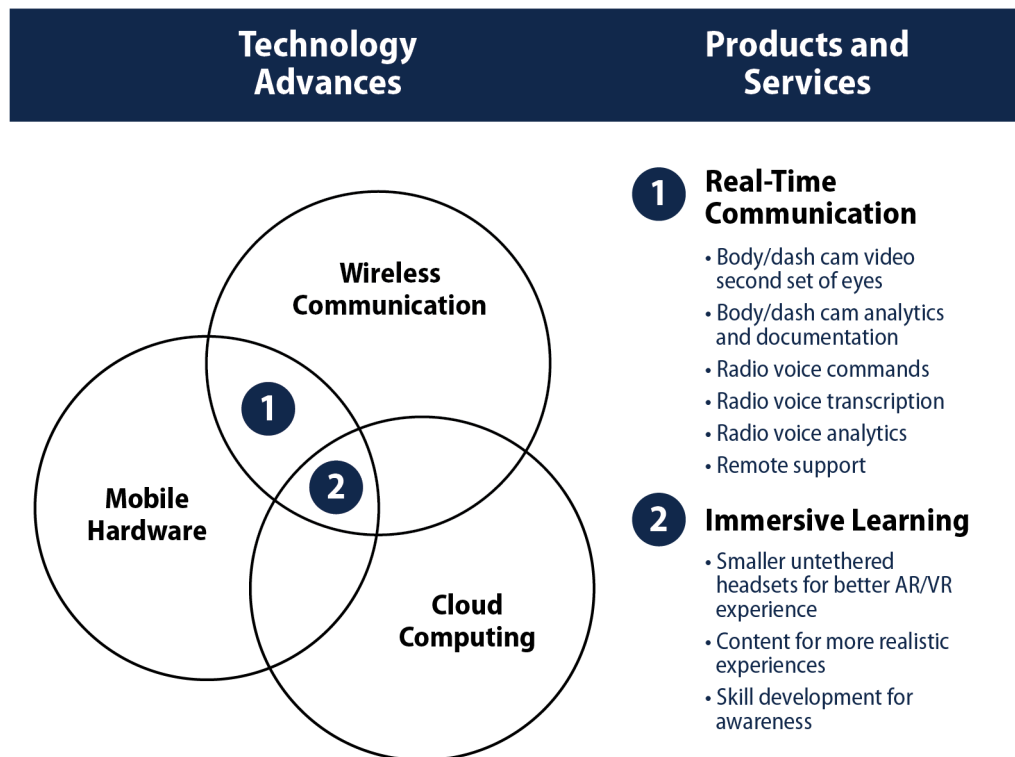 Technology
Advances
Products and
Services
Wireless
Communication
1
2
Mobile
Hardware
Cloud
Computing
1
Real-Time
Communication
• Body/dash cam video
second set of eyes
• Body/dash cam analytics
and documentation
• Radio voice commands
• Radio voice transcription
• Radio voice analytics
• Remote support
2
Immersive Learning
• Smaller untethered
headsets for better AR/VR
experience
• Content for more realistic
experiences
• Skill development for
awareness